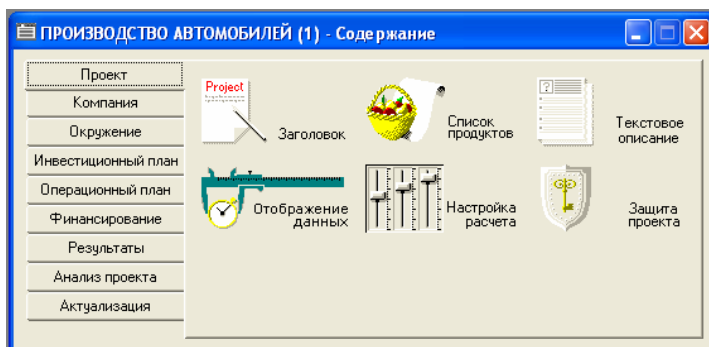 ПРОИЗВОДСТВО АВТОМОБИЛЕЙ (1) - Содержание
Проект
Компания
Окружение
Инвестиционный план
Операционный план
Финансирование
Результаты
Анализ проекта
Актуализация
Project
Заголовок
Список
продуктов
?
Текстовое
описание
Отображение
данных
Настройка
расчета
Защита
проекта